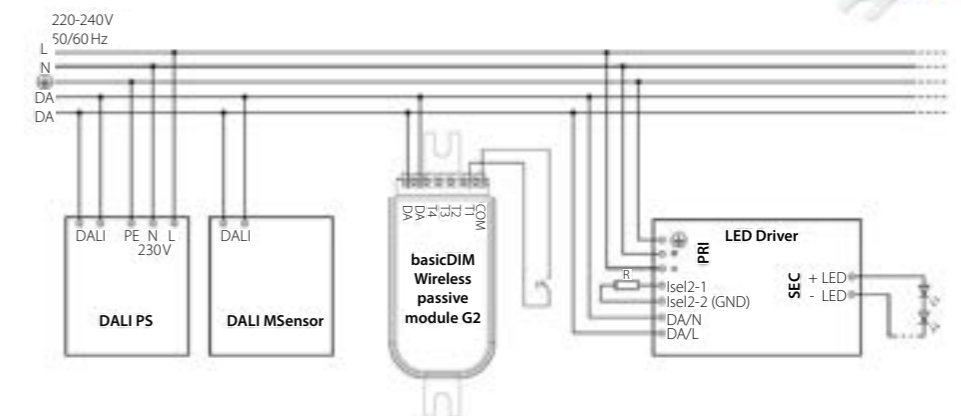 220-240V
50/60 Hz
L
N
DA
DA
DALI
PE
N
L
230V
DALI PS
DALI
DALI MSensor
DA
DA
T4
T3
T2
T1
COM
basicDIM
Wireless
passive
module G2
LED Driver
PRI
R
Isel2-1
Isel2-2 (GND)
DA/N
DA/L
SEC
+ LED
- LED